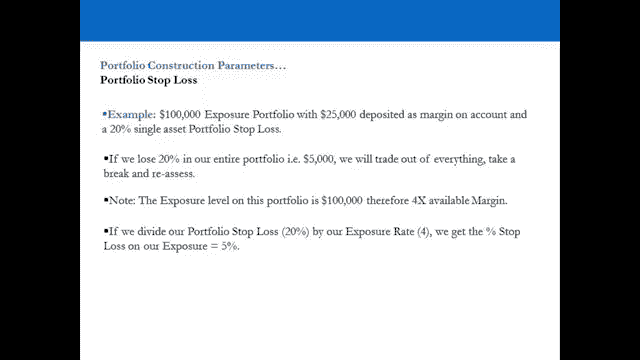 Portfolio Construction Parameters…
Portfolio Stop Loss
▪Example: $100,000 Exposure Portfolio with $25,000 deposited as margin on account and
a 20% single asset Portfolio Stop Loss.
▪If we lose 20% in our entire portfolio i.e. $5,000, we will trade out of everything, take a
break and re-assess.
▪Note: The Exposure level on this portfolio is $100,000 therefore 4X available Margin.
▪If we divide our Portfolio Stop Loss (20%) by our Exposure Rate (4), we get the % Stop
Loss on our Exposure = 5%.